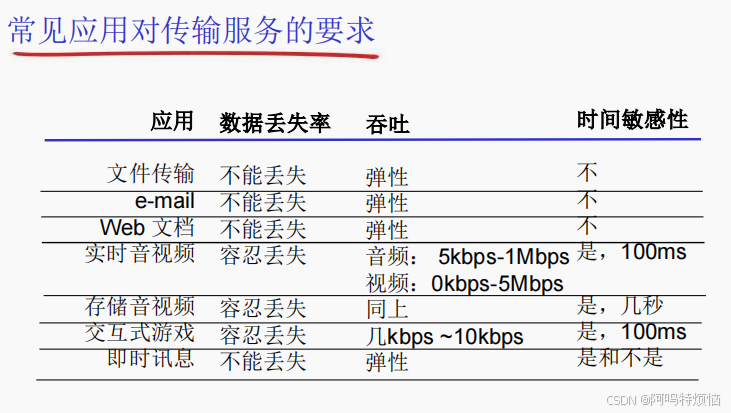 常见应用对传输服务的要求
应用 数据丢失率 吞吐 时间敏感性
文件传输 不能丢失 弹性 不
e-mail 不能丢失 弹性 不
Web 文档 不能丢失 弹性 不
实时音视频 容忍丢失 音频： 5kbps-1Mbps 是，100ms
视频：0kbps-5Mbps
存储音视频 容忍丢失 同上 是，几秒
交互式游戏 容忍丢失 几kbps ~10kbps 是，100ms
即时讯息 不能丢失 弹性 是和不是
CSDN @阿呜特烦恼